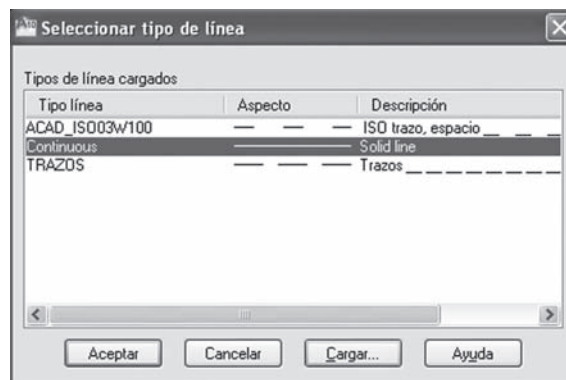 Seleccionar tipo de línea
Tipos de línea cargados
Tipo línea Aspecto Descripción
ACAD_ISO03W100 ISO trazo, espacio
Continuous Solid line
TRAZOS Trazos
Aceptar Cancelar Cargar... Ayuda